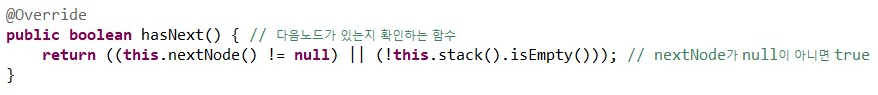 @Override
public boolean hasNext() { // 다음노드가 있는지 확인하는 함수
    return ((this.nextNode() != null) || (!this.stack().isEmpty())); // nextNode가 null이 아니면 true
}